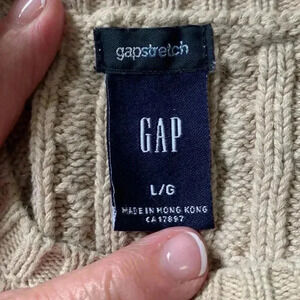 gapstretch
GAP
L/G
MADE IN HONG KONG
CA 17897